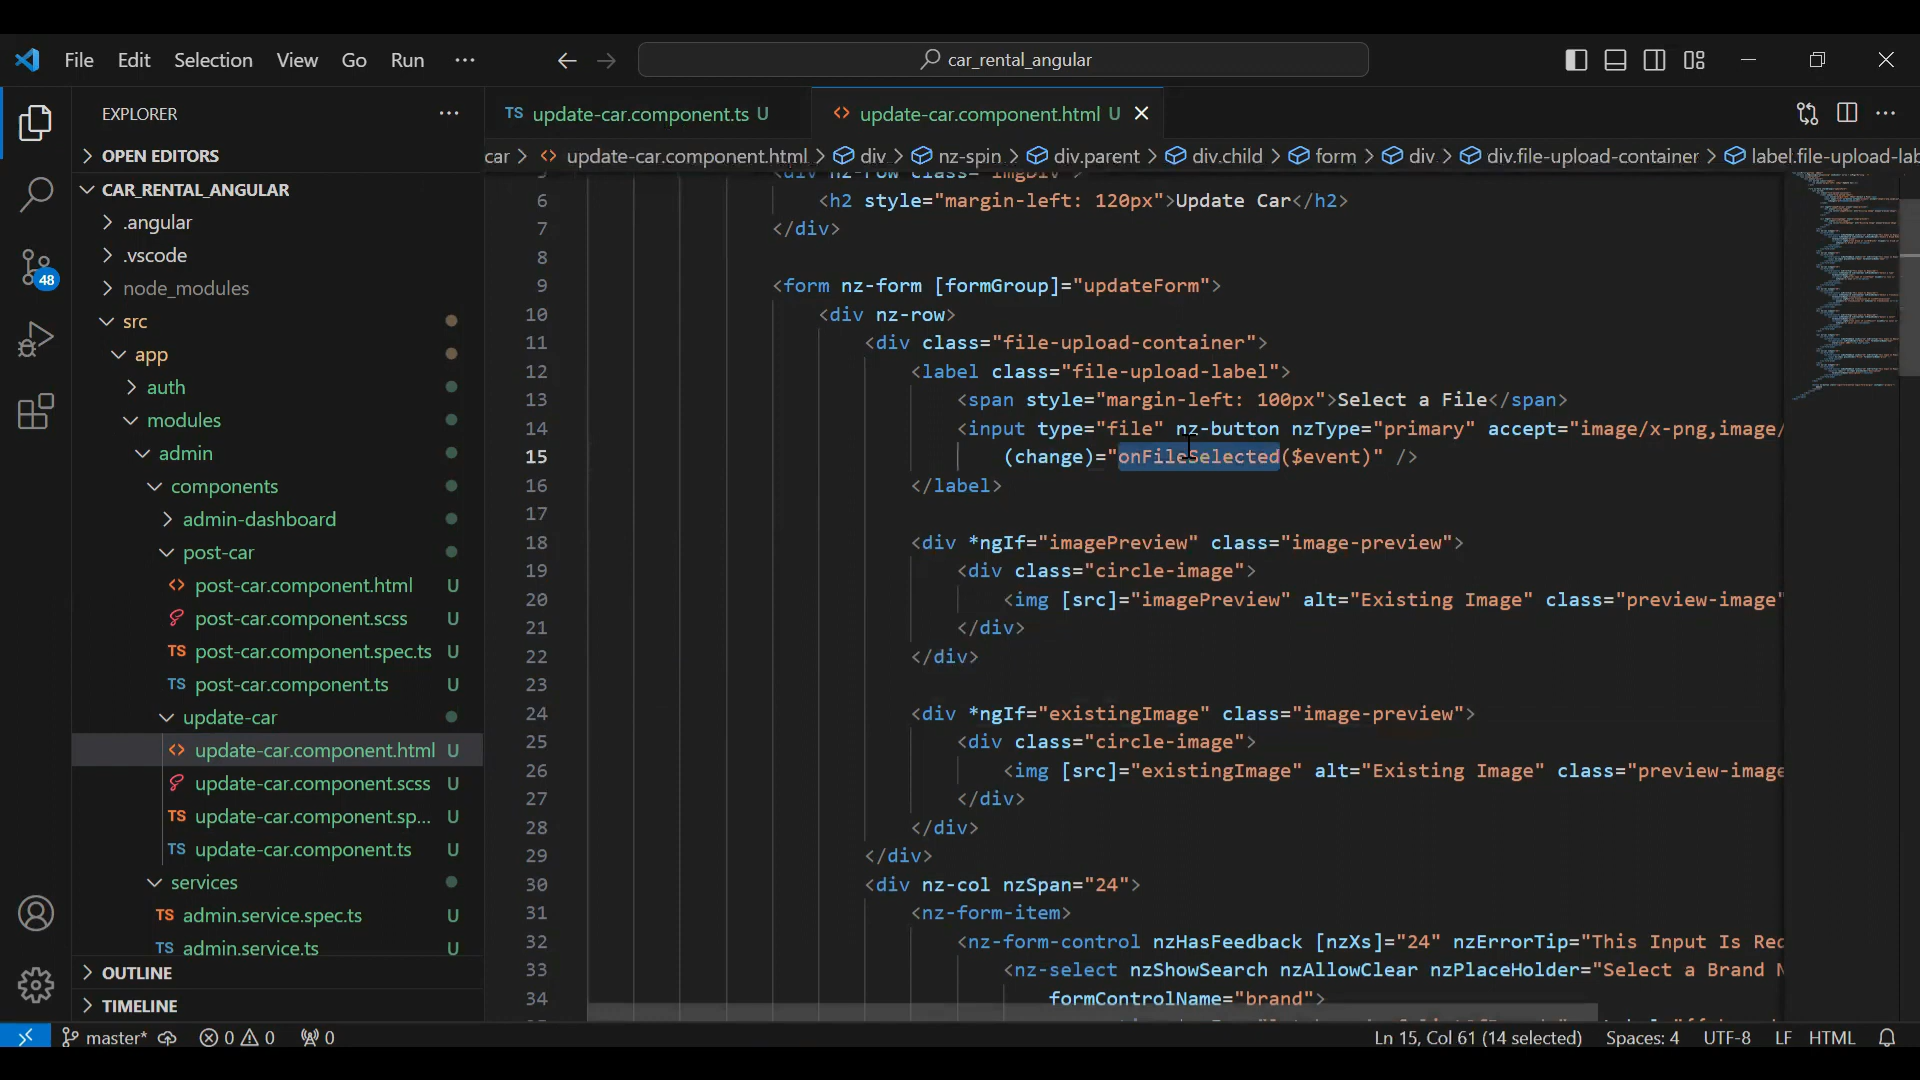 File Edit Selection View Go Run ··· car_rental_angular
EXPLORER ···
OPEN EDITORS
CAR_RENTAL_ANGULAR
.angular
.vscode
node_modules
src
app
auth
modules
admin
components
admin-dashboard
post-car
<> post-car.component.html U
post-car.component.scss U
TS post-car.component.spec.ts U
TS post-car.component.ts U
update-car
<> update-car.component.html U
update-car.component.scss U
TS update-car.component.sp... U
TS update-car.component.ts U
services
TS admin.service.spec.ts U
TS admin.service.ts U
OUTLINE
TIMELINE
48
TS update-car.component.ts U <> update-car.component.html U
car > <> update-car.component.html > div > nz-spin > div.parent > div.child > form > div > div.file-upload-container > label.file-upload-lab
6 <h2 style="margin-left: 120px">Update Car</h2>
7 </div>
8
9 <form nz-form [formGroup]="updateForm">
10 <div nz-row>
11 <div class="file-upload-container">
12 <label class="file-upload-label">
13 <span style="margin-left: 100px">Select a File</span>
14 <input type="file" nz-button nzType="primary" accept="image/x-png,image/
15 (change)="onFileSelected($event)" />
16 </label>
17
18 <div *ngIf="imagePreview" class="image-preview">
19 <div class="circle-image">
20 <img [src]="imagePreview" alt="Existing Image" class="preview-image"
21 </div>
22 </div>
23
24 <div *ngIf="existingImage" class="image-preview">
25 <div class="circle-image">
26 <img [src]="existingImage" alt="Existing Image" class="preview-image
27 </div>
28 </div>
29 </div>
30 <div nz-col nzSpan="24">
31 <nz-form-item>
32 <nz-form-control nzHasFeedback [nzXs]="24" nzErrorTip="This Input Is Rec
33 <nz-select nzShowSearch nzAllowClear nzPlaceHolder="Select a Brand N
34 formControlName="brand">
master* 0 0 0 Ln 15, Col 61 (14 selected) Spaces: 4 UTF-8 LF HTML